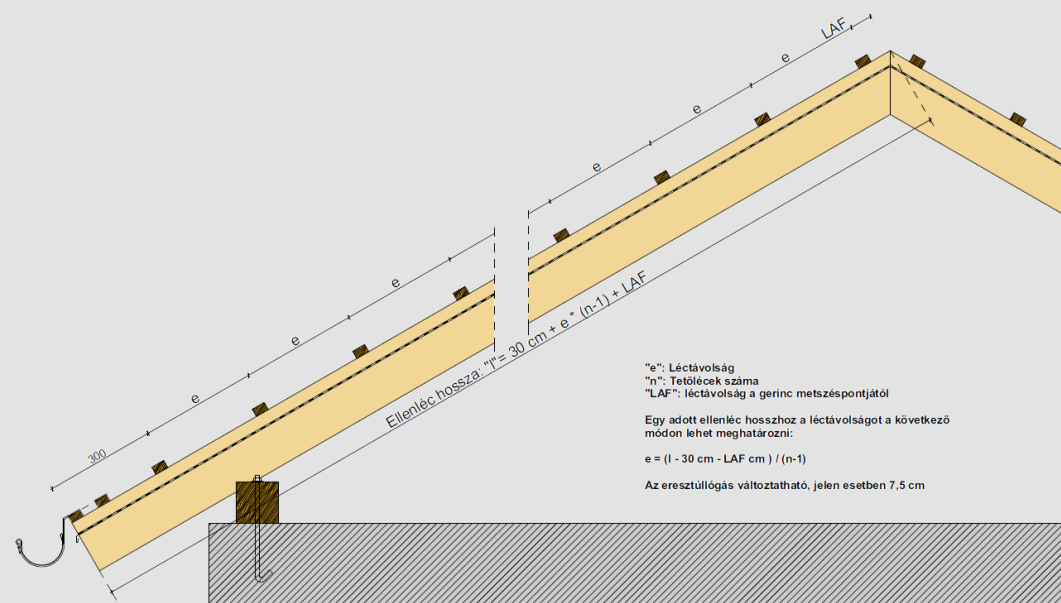 LAF
e
e
e
e
e
e
300
Ellenléc hossza: "l"= 30 cm + e * (n-1) + LAF
"e": Léctávolság
"n": Tetőlécek száma
"LAF": léctávolság a gerinc metszéspontjától
Egy adott ellenléc hosszhoz a léctávolságot a következő
módon lehet meghatározni:
e = (l - 30 cm - LAF cm ) / (n-1)
Az eresztúllógás változtatható, jelen esetben 7,5 cm